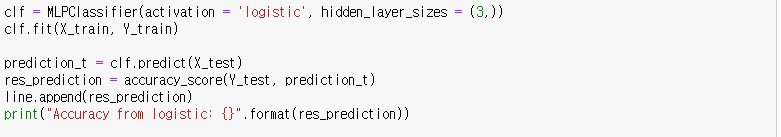 clf = MLPClassifier(activation = 'logistic', hidden_layer_sizes = (3,))
clf.fit(X_train, Y_train)
prediction_t = clf.predict(X_test)
res_prediction = accuracy_score(Y_test, prediction_t)
line.append(res_prediction)
print("Accuracy from logistic: {}".format(res_prediction))